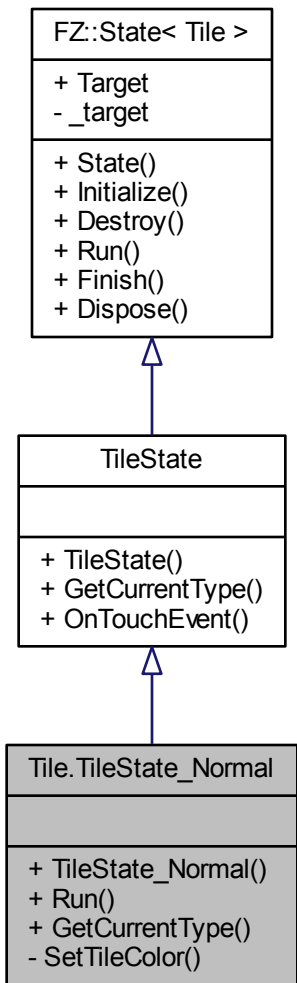 FZ::State< Tile >
+ Target
- _target
+ State()
+ Initialize()
+ Destroy()
+ Run()
+ Finish()
+ Dispose()
TileState
+ TileState()
+ GetCurrentType()
+ OnTouchEvent()
Tile.TileState_Normal
+ TileState_Normal()
+ Run()
+ GetCurrentType()
- SetTileColor()